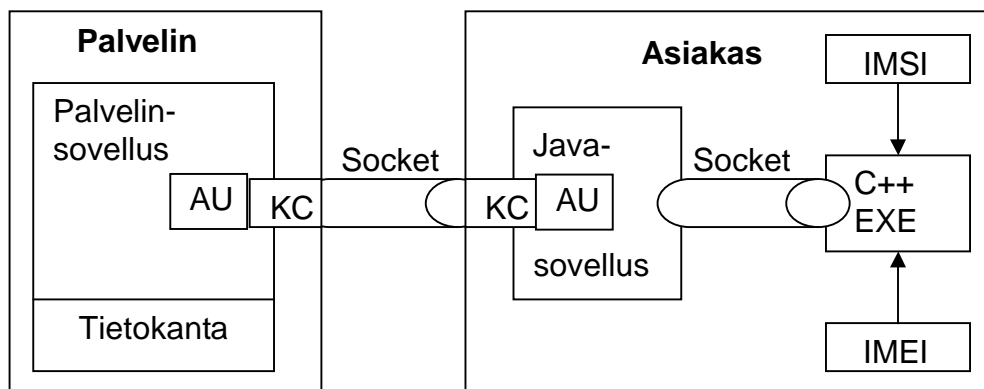 Palvelin
Palvelin-
sovellus
AU
KC
Tietokanta
Socket
Asiakas
Java-
KC
AU
sovellus
Socket
IMSI
C++
EXE
IMEI